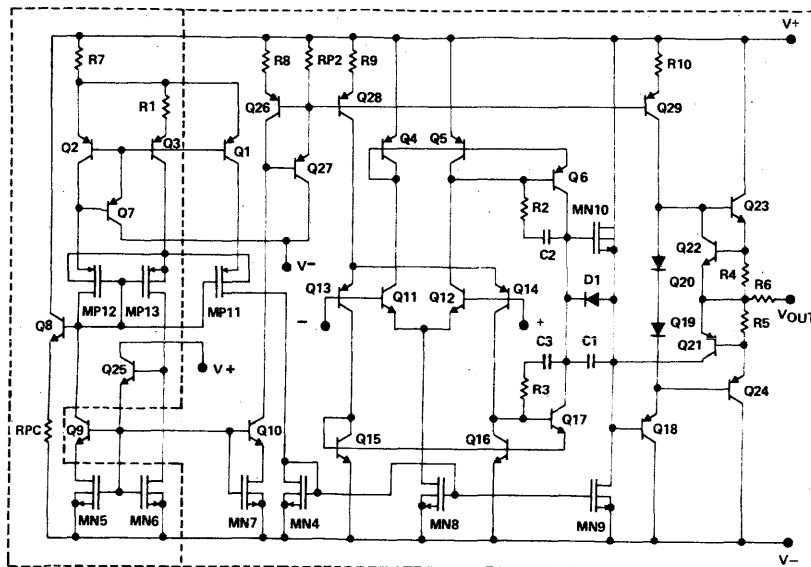 V+
R7
R8
RP2
R9
R10
R1
Q26
Q28
Q29
Q2
Q3
Q1
Q4
Q5
Q27
Q6
Q23
Q7
R2
MN10
Q22
C2
R4
V−
R6
Q20
MP12
MP13
MP11
Q13
Q11
Q12
Q14
D1
VOUT
Q8
−
+
Q19
R5
Q25
V+
C3
C1
Q21
R3
Q24
RPC
Q9
Q10
Q17
Q15
Q16
Q18
MN5
MN6
MN7
MN4
MN8
MN9
V−